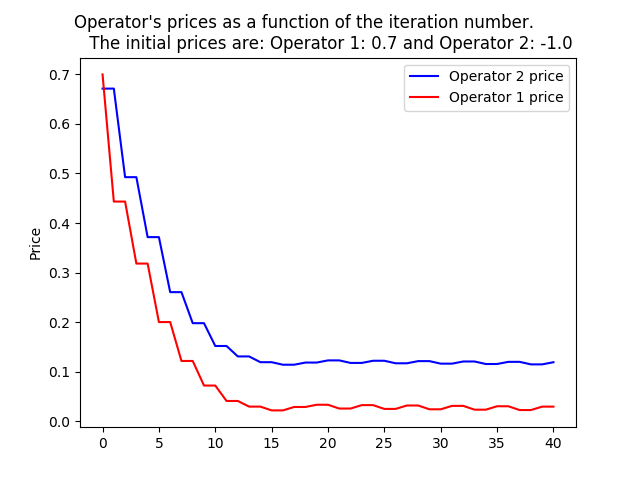 Operator's prices as a function of the iteration number.
The initial prices are: Operator 1: 0.7 and Operator 2: -1.0
Operator 2 price
Operator 1 price
Price
0.7
0.6
0.5
0.4
0.3
0.2
0.1
0.0
0 5 10 15 20 25 30 35 40